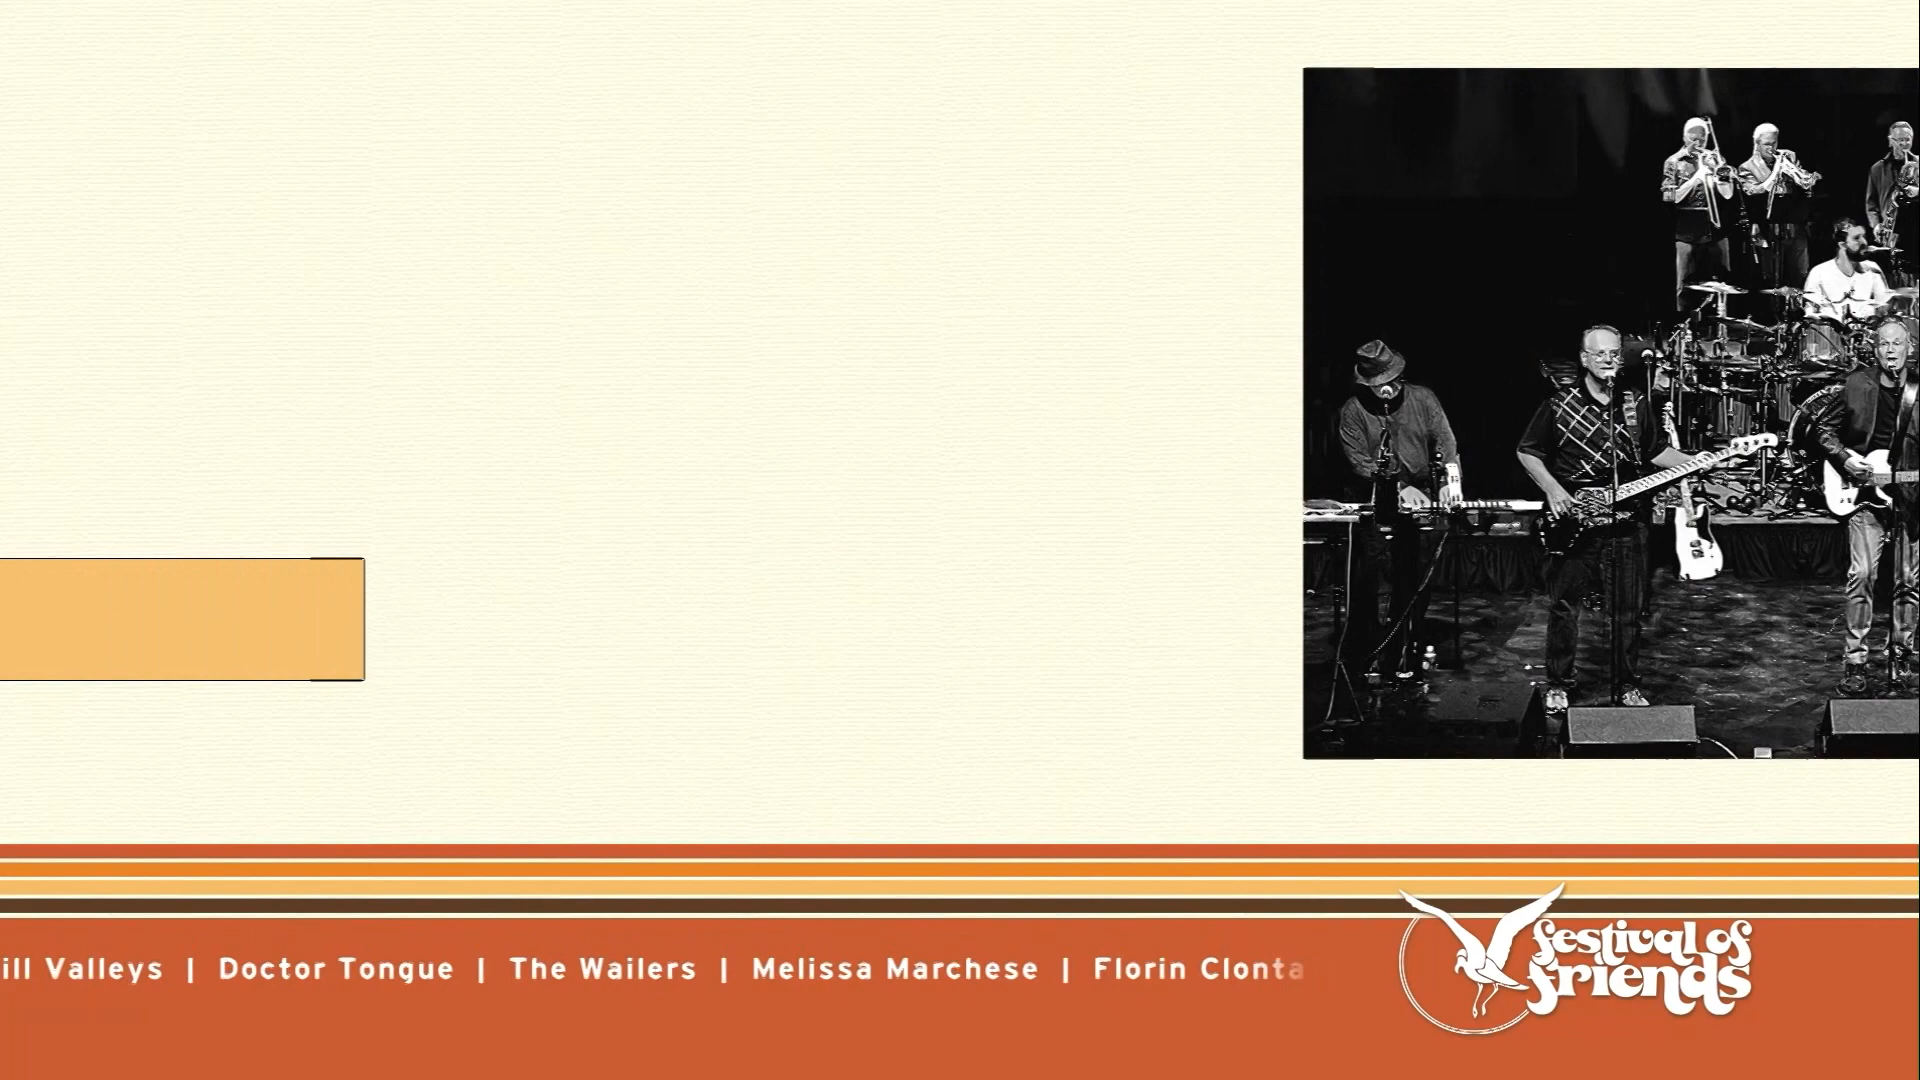 ill Valleys | Doctor Tongue | The Wailers | Melissa Marchese | Florin Clonta
festival of
friends